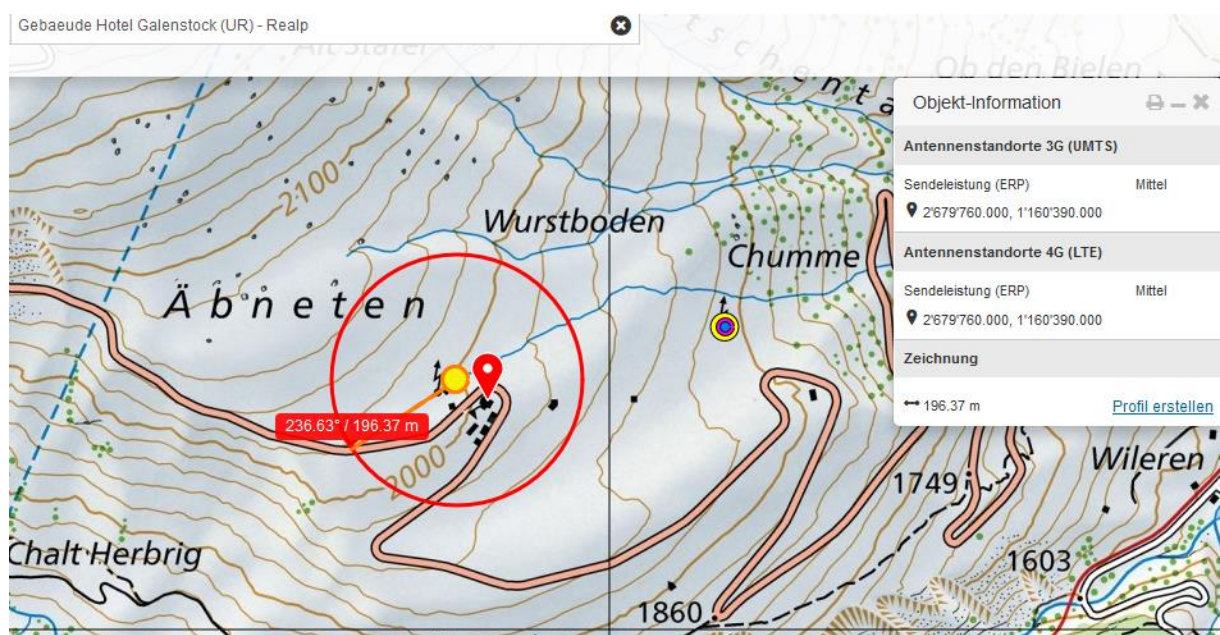 Gebaeude Hotel Galenstock (UR) - Realp
Alt Stafel
Ob den Bielen
Objekt-Information
Antennenstandorte 3G (UMTS)
Sendeleistung (ERP) Mittel
2'679'760.000, 1'160'390.000
Antennenstandorte 4G (LTE)
Sendeleistung (ERP) Mittel
2'679'760.000, 1'160'390.000
Zeichnung
196.37 m Profil erstellen
2100
Wurstboden
Chumme
Äbneten
236.63° / 196.37 m
2000
Wileren
1749
Chalt Herbrig
1603
1860